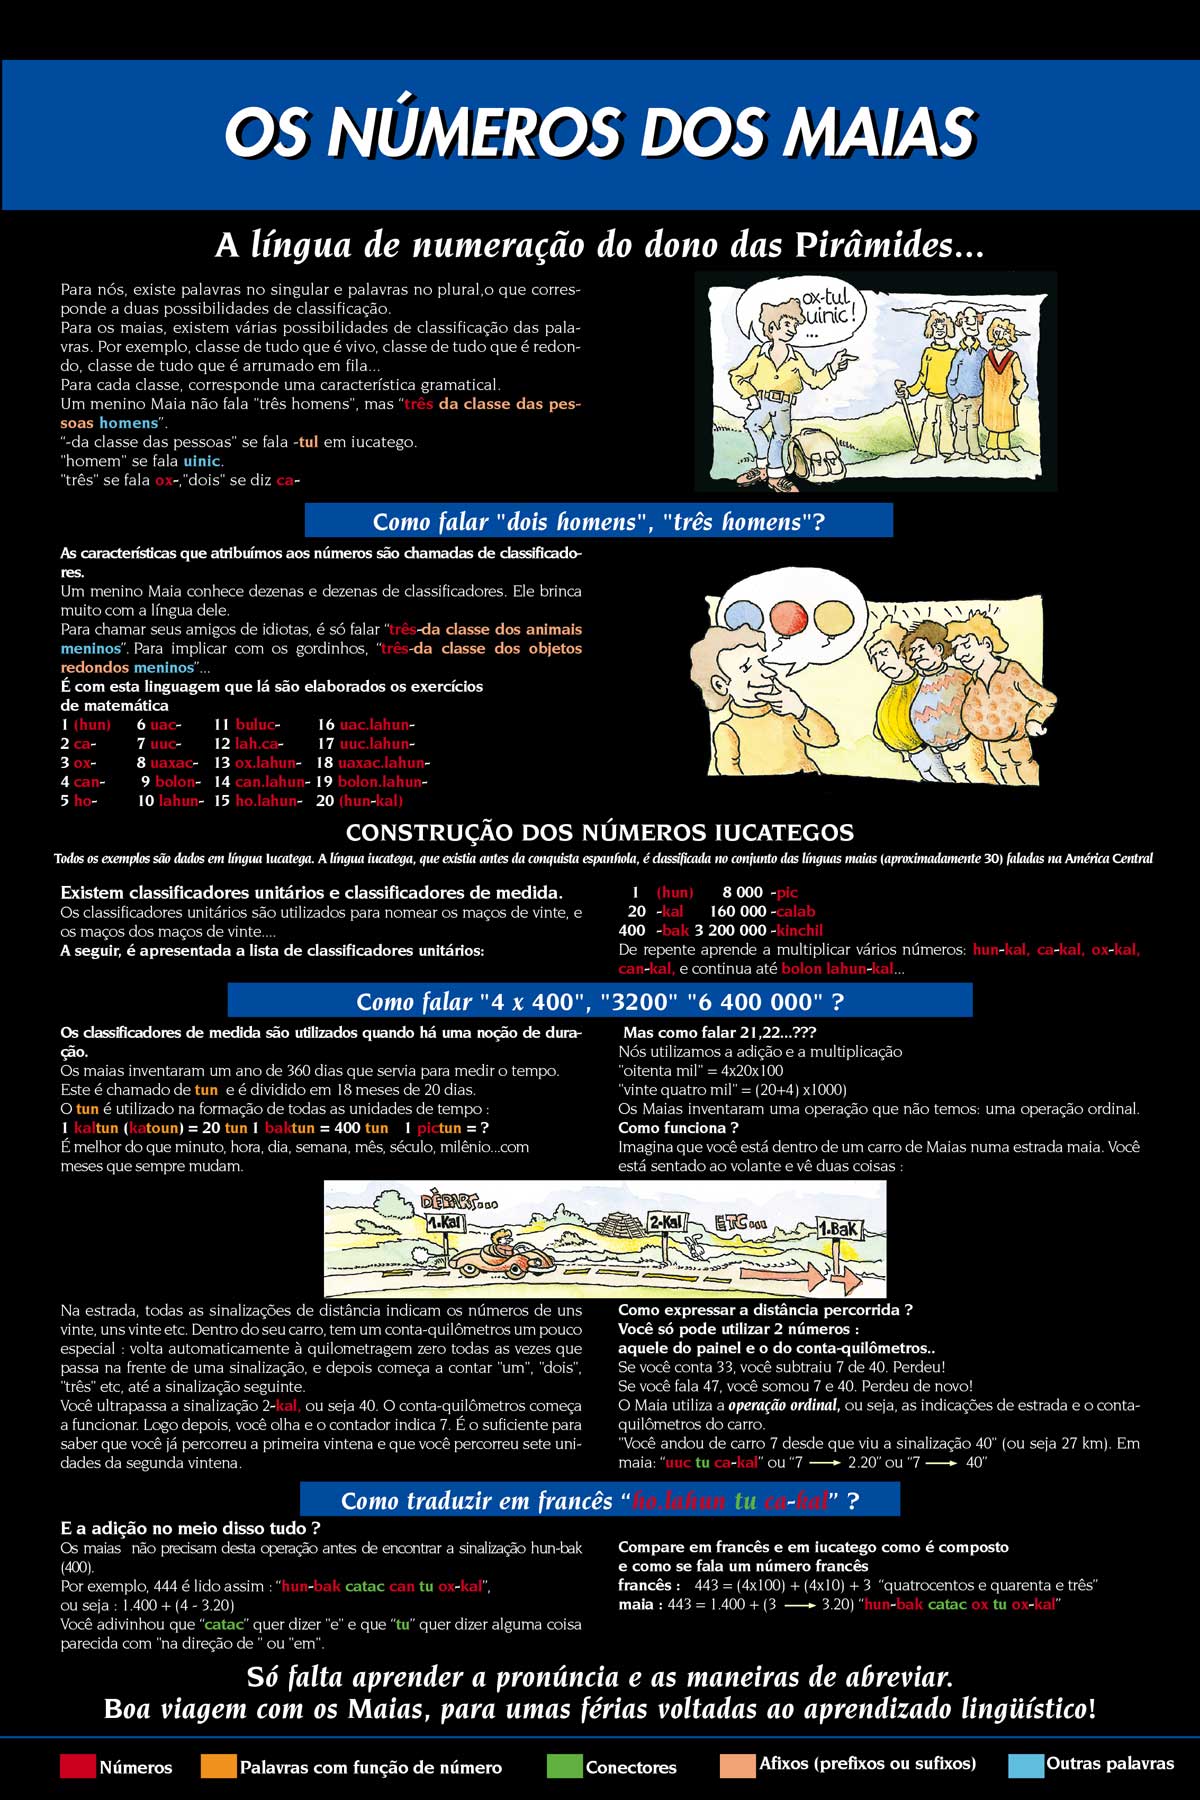 OS NÚMEROS DOS MAIAS
A língua de numeração do dono das Pirâmides...
Para nós, existe palavras no singular e palavras no plural,o que corres-
ponde a duas possibilidades de classificação.
Para os maias, existem várias possibilidades de classificação das pala-
vras. Por exemplo, classe de tudo que é vivo, classe de tudo que é redon-
do, classe de tudo que é arrumado em fila...
Para cada classe, corresponde uma característica gramatical.
Um menino Maia não fala "três homens", mas “três da classe das pes-
soas homens”.
“-da classe das pessoas" se fala -tul em iucatego.
"homem" se fala uinic.
"três" se fala ox-,"dois" se diz ca-
ox-tul
uinic!
...
Como falar "dois homens", "três homens"?
As características que atribuímos aos números são chamadas de classificado-
res.
Um menino Maia conhece dezenas e dezenas de classificadores. Ele brinca
muito com a língua dele.
Para chamar seus amigos de idiotas, é só falar “três-da classe dos animais
meninos”. Para implicar com os gordinhos, “três-da classe dos objetos
redondos meninos”...
É com esta linguagem que lá são elaborados os exercícios
de matemática
1 (hun) 6 uac- 11 buluc- 16 uac.lahun-
2 ca- 7 uuc- 12 lah.ca- 17 uuc.lahun-
3 ox- 8 uaxac- 13 ox.lahun- 18 uaxac.lahun-
4 can- 9 bolon- 14 can.lahun- 19 bolon.lahun-
5 ho- 10 lahun- 15 ho.lahun- 20 (hun-kal)
CONSTRUÇÃO DOS NÚMEROS IUCATEGOS
Todos os exemplos são dados em língua Iucatega. A língua iucatega, que existia antes da conquista espanhola, é classificada no conjunto das línguas maias (aproximadamente 30) faladas na América Central
Existem classificadores unitários e classificadores de medida.
Os classificadores unitários são utilizados para nomear os maços de vinte, e
os maços dos maços de vinte....
A seguir, é apresentada a lista de classificadores unitários:
1 (hun) 8 000 -pic
20 -kal 160 000 -calab
400 -bak 3 200 000 -kinchil
De repente aprende a multiplicar vários números: hun-kal, ca-kal, ox-kal,
can-kal, e continua até bolon lahun-kal...
Como falar "4 x 400", "3200" "6 400 000" ?
Os classificadores de medida são utilizados quando há uma noção de dura-
ção.
Os maias inventaram um ano de 360 dias que servia para medir o tempo.
Este é chamado de tun e é dividido em 18 meses de 20 dias.
O tun é utilizado na formação de todas as unidades de tempo :
1 kaltun (katoun) = 20 tun 1 baktun = 400 tun 1 pictun = ?
É melhor do que minuto, hora, dia, semana, mês, século, milênio...com
meses que sempre mudam.
Mas como falar 21,22...???
Nós utilizamos a adição e a multiplicação
"oitenta mil" = 4x20x100
"vinte quatro mil" = (20+4) x1000)
Os Maias inventaram uma operação que não temos: uma operação ordinal.
Como funciona ?
Imagina que você está dentro de um carro de Maias numa estrada maia. Você
está sentado ao volante e vê duas coisas :
DÉPART...
1.Kal
2.Kal
ETC...
1.Bak
Na estrada, todas as sinalizações de distância indicam os números de uns
vinte, uns vinte etc. Dentro do seu carro, tem um conta-quilômetros um pouco
especial : volta automaticamente à quilometragem zero todas as vezes que
passa na frente de uma sinalização, e depois começa a contar "um", "dois",
"três" etc, até a sinalização seguinte.
Você ultrapassa a sinalização 2-kal, ou seja 40. O conta-quilômetros começa
a funcionar. Logo depois, você olha e o contador indica 7. É o suficiente para
saber que você já percorreu a primeira vintena e que você percorreu sete uni-
dades da segunda vintena.
Como expressar a distância percorrida ?
Você só pode utilizar 2 números :
aquele do painel e o do conta-quilômetros..
Se você conta 33, você subtraiu 7 de 40. Perdeu!
Se você fala 47, você somou 7 e 40. Perdeu de novo!
O Maia utiliza a operação ordinal, ou seja, as indicações de estrada e o conta-
quilômetros do carro.
"Você andou de carro 7 desde que viu a sinalização 40" (ou seja 27 km). Em
maia: “uuc tu ca-kal” ou “7 → 2.20” ou “7 → 40”
Como traduzir em francês “ho.lahun tu ca-kal” ?
E a adição no meio disso tudo ?
Os maias não precisam desta operação antes de encontrar a sinalização hun-bak
(400).
Por exemplo, 444 é lido assim : “hun-bak catac can tu ox-kal”,
ou seja : 1.400 + (4 - 3.20)
Você adivinhou que “catac” quer dizer "e" e que “tu” quer dizer alguma coisa
parecida com "na direção de " ou "em".
Compare em francês e em iucatego como é composto
e como se fala um número francês
francês : 443 = (4x100) + (4x10) + 3 “quatrocentos e quarenta e três”
maia : 443 = 1.400 + (3 → 3.20) “hun-bak catac ox tu ox-kal”
Só falta aprender a pronúncia e as maneiras de abreviar.
Boa viagem com os Maias, para umas férias voltadas ao aprendizado lingüístico!
Números
Palavras com função de número
Conectores
Afixos (prefixos ou sufixos)
Outras palavras